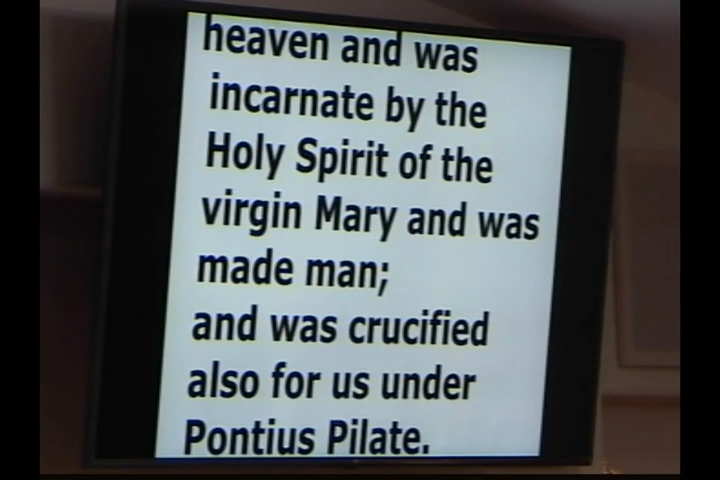 heaven and was
incarnate by the
Holy Spirit of the
virgin Mary and was
made man;
and was crucified
also for us under
Pontius Pilate.